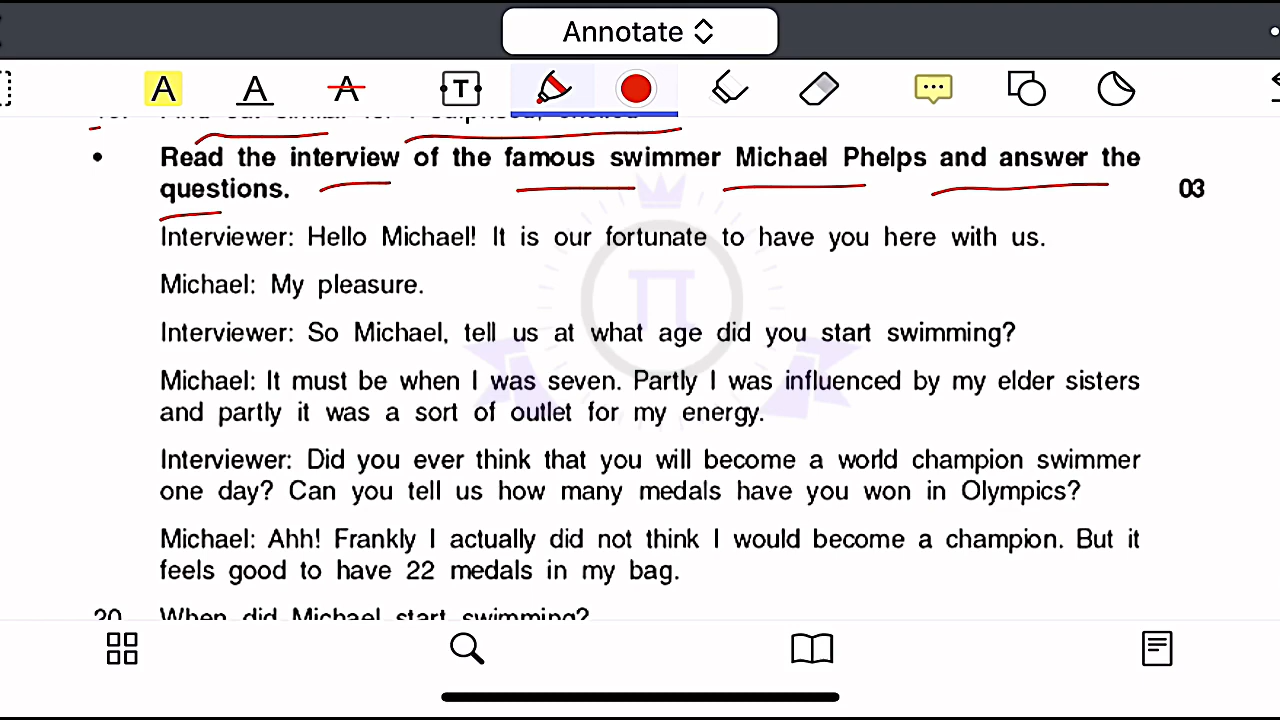 Annotate
A A A T
Read the interview of the famous swimmer Michael Phelps and answer the
questions. 03
Interviewer: Hello Michael! It is our fortunate to have you here with us.
Michael: My pleasure.
Interviewer: So Michael, tell us at what age did you start swimming?
Michael: It must be when I was seven. Partly I was influenced by my elder sisters
and partly it was a sort of outlet for my energy.
Interviewer: Did you ever think that you will become a world champion swimmer
one day? Can you tell us how many medals have you won in Olympics?
Michael: Ahh! Frankly I actually did not think I would become a champion. But it
feels good to have 22 medals in my bag.
20 When did Michael start swimming?